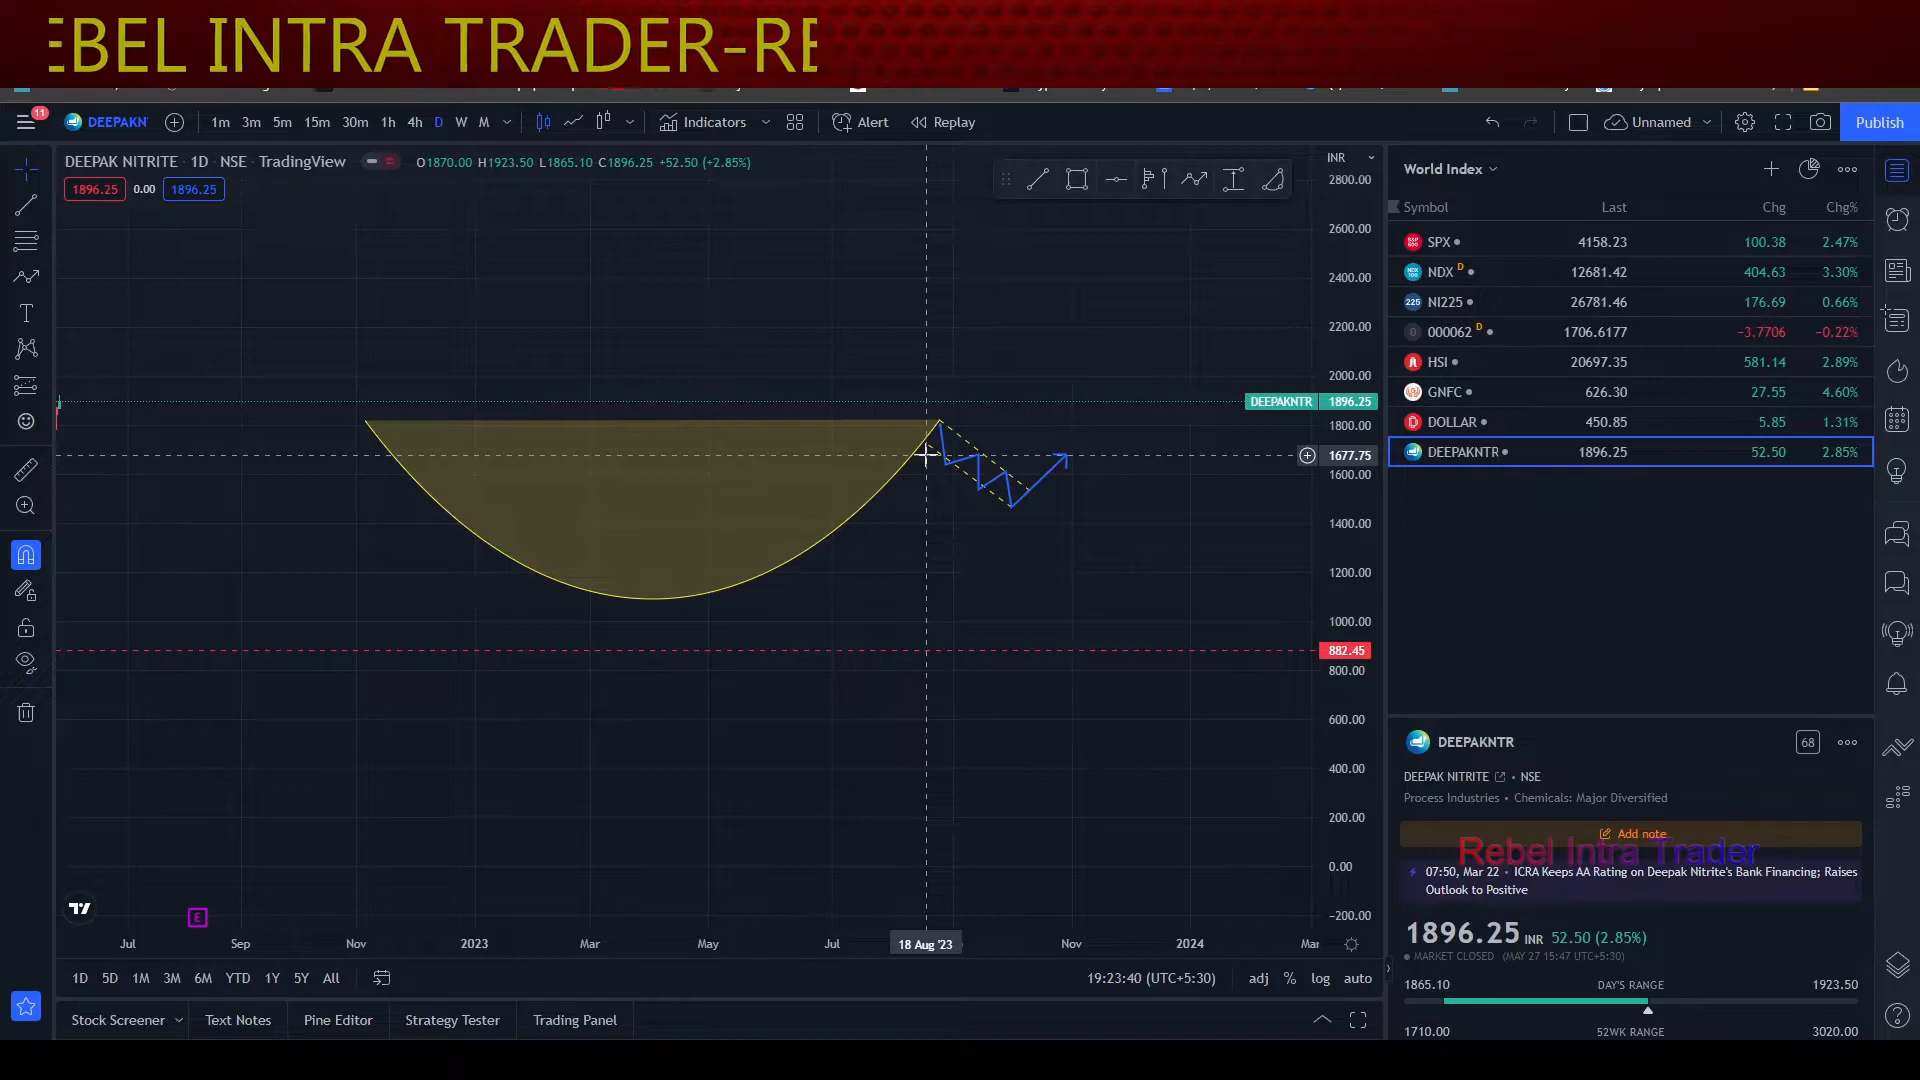 EBEL INTRA TRADER-RE
11
DEEPAKN
1m 3m 5m 15m 30m 1h 4h D W M
Indicators
Alert
Replay
Unnamed
Publish
DEEPAK NITRITE · 1D · NSE · TradingView
O1870.00 H1923.50 L1865.10 C1896.25 +52.50 (+2.85%)
1896.25 0.00 1896.25
INR
2800.00
2600.00
2400.00
2200.00
2000.00
DEEPAKNTR 1896.25
1800.00
1677.75
1600.00
1400.00
1200.00
1000.00
882.45
800.00
600.00
400.00
200.00
0.00
−200.00
E
Jul Sep Nov 2023 Mar May Jul 18 Aug '23 Nov 2024 Mar
1D 5D 1M 3M 6M YTD 1Y 5Y All
19:23:40 (UTC+5:30)
adj % log auto
Stock Screener
Text Notes
Pine Editor
Strategy Tester
Trading Panel
World Index
Symbol Last Chg Chg%
SPX 4158.23 100.38 2.47%
NDX D 12681.42 404.63 3.30%
225 NI225 26781.46 176.69 0.66%
0 000062 D 1706.6177 −3.7706 −0.22%
HSI 20697.35 581.14 2.89%
GNFC 626.30 27.55 4.60%
DOLLAR 450.85 5.85 1.31%
DEEPAKNTR 1896.25 52.50 2.85%
DEEPAKNTR
68
DEEPAK NITRITE • NSE
Process Industries • Chemicals: Major Diversified
Add note
Rebel Intra Trader
07:50, Mar 22 • ICRA Keeps AA Rating on Deepak Nitrite's Bank Financing; Raises
Outlook to Positive
1896.25 INR 52.50 (2.85%)
MARKET CLOSED (MAY 27 15:47 UTC+5:30)
1865.10 DAY'S RANGE 1923.50
1710.00 52WK RANGE 3020.00